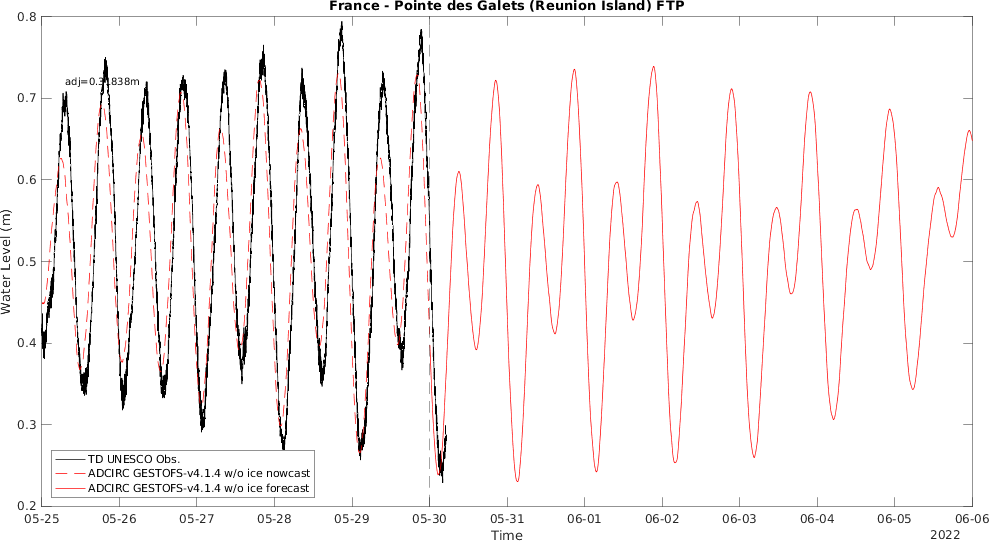 France - Pointe des Galets (Reunion Island) FTP
0.8
adj=0.31838m
0.7
0.6
0.5
0.4
0.3
0.2
Water Level (m)
TD UNESCO Obs.
ADCIRC GESTOFS-v4.1.4 w/o ice nowcast
ADCIRC GESTOFS-v4.1.4 w/o ice forecast
05-25 05-26 05-27 05-28 05-29 05-30 05-31 06-01 06-02 06-03 06-04 06-05 06-06
Time
2022